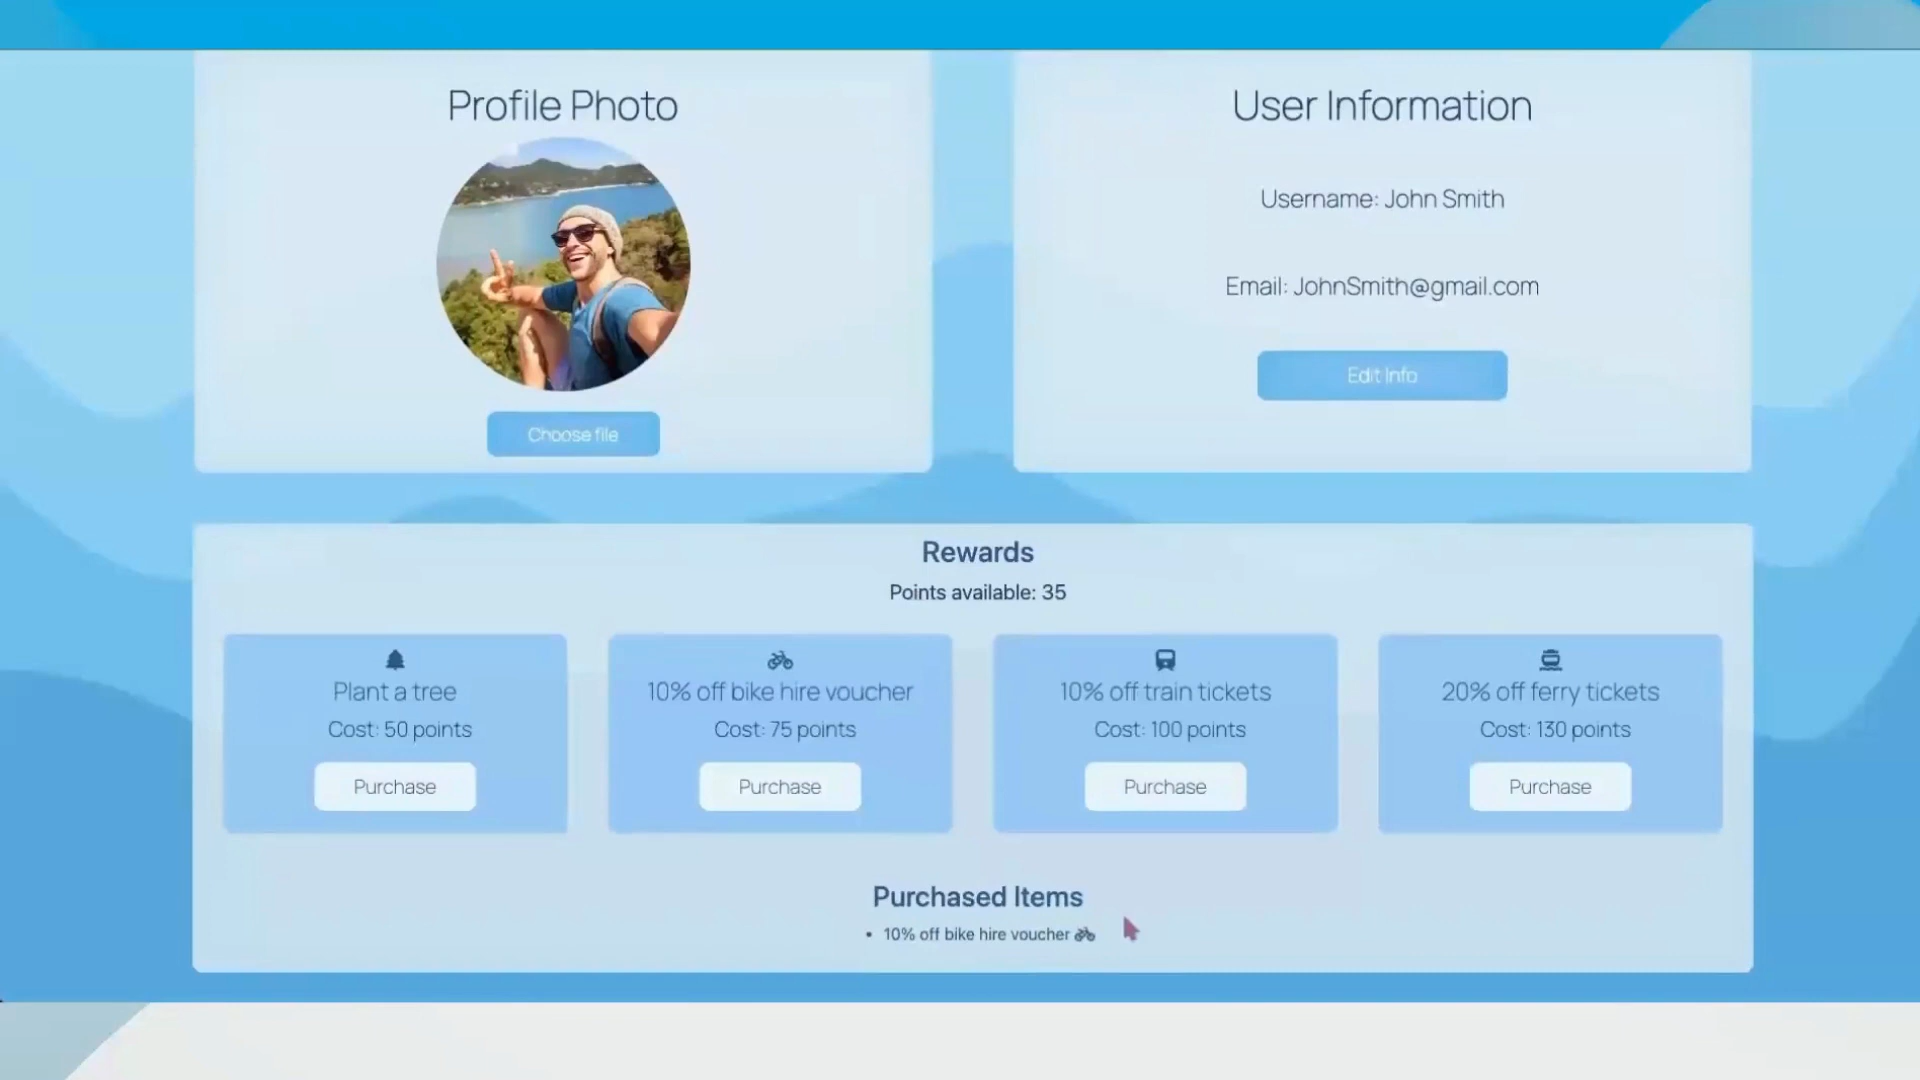 Profile Photo
Choose file
User Information
Username: John Smith
Email: JohnSmith@gmail.com
Edit Info
Rewards
Points available: 35
Plant a tree
Cost: 50 points
Purchase
10% off bike hire voucher
Cost: 75 points
Purchase
10% off train tickets
Cost: 100 points
Purchase
20% off ferry tickets
Cost: 130 points
Purchase
Purchased Items
• 10% off bike hire voucher